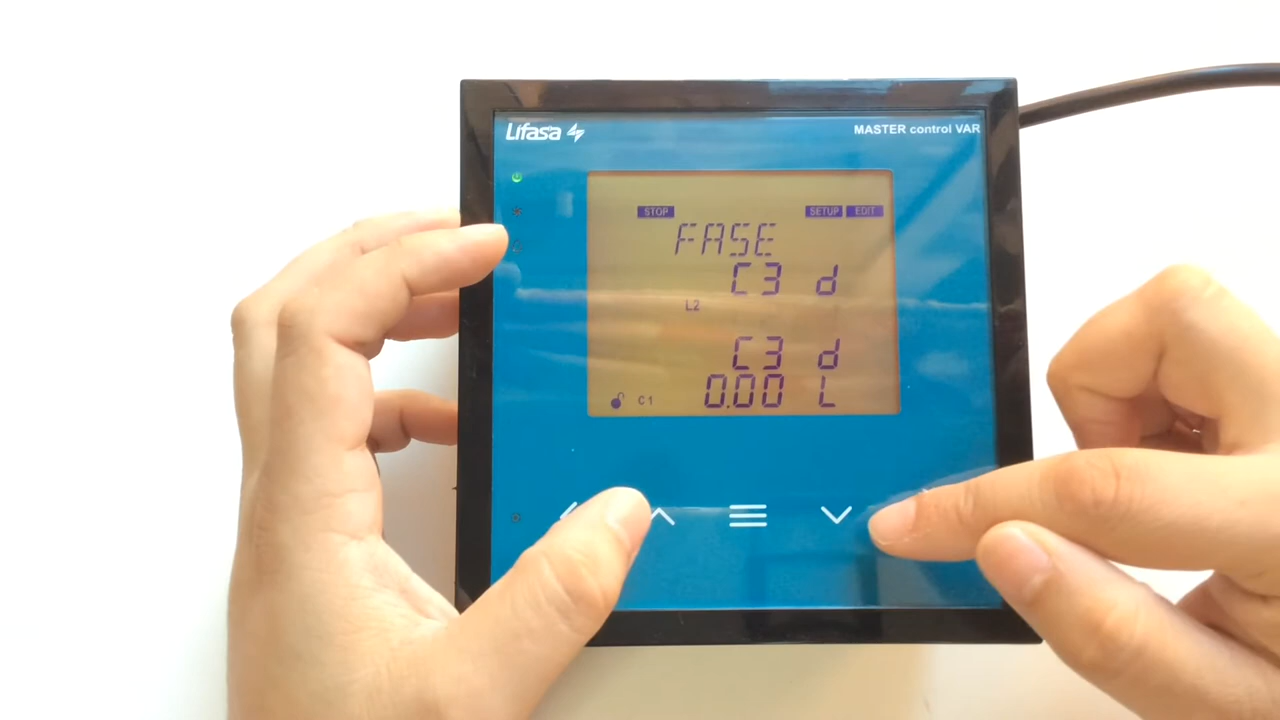 Lifasa
MASTER control VAR
STOP SETUP EDIT
FASE
C3 d
L2
C3 d
C1 0.00 L